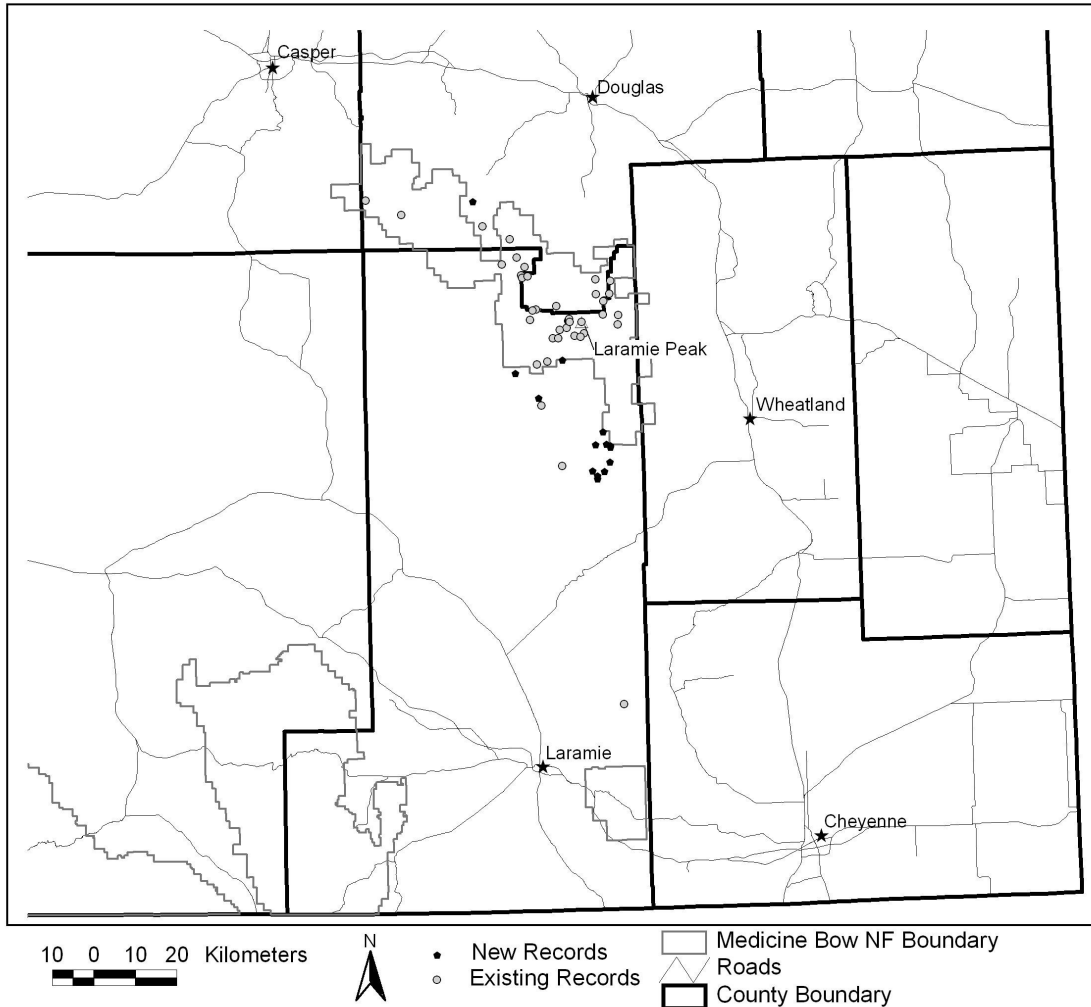 Casper
Douglas
Laramie Peak
Wheatland
Laramie
Cheyenne
10 0 10 20 Kilometers
N
New Records
Existing Records
Medicine Bow NF Boundary
Roads
County Boundary